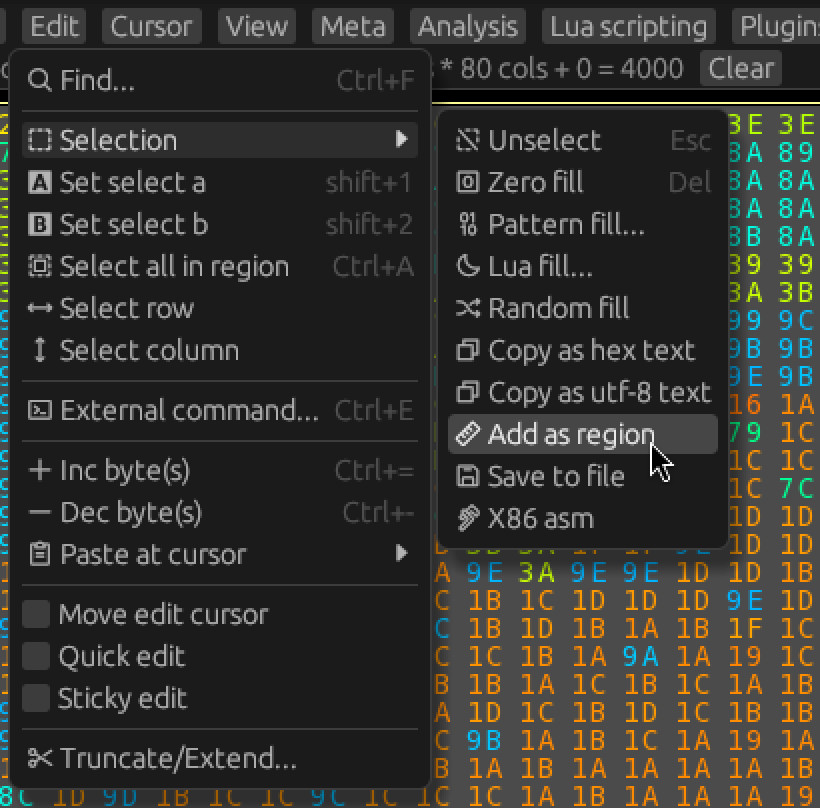 Edit Cursor View Meta Analysis Lua scripting Plugin
* 80 cols + 0 = 4000 Clear
Find... Ctrl+F
Selection
Set select a shift+1
Set select b shift+2
Select all in region Ctrl+A
Select row
Select column
External command... Ctrl+E
Inc byte(s) Ctrl+=
Dec byte(s) Ctrl+-
Paste at cursor
Move edit cursor
Quick edit
Sticky edit
Truncate/Extend...
Unselect Esc
Zero fill Del
Pattern fill...
Lua fill...
Random fill
Copy as hex text
Copy as utf-8 text
Add as region
Save to file
X86 asm
3E 3E
8A 89
8A 8A
8A 8A
8B 8A
39 39
3A 3B
99 9C
9B 9B
9E 9B
16 1A
79 1C
1C 1C
1C 7C
1D 1D
1D 1D
A 9E 3A 9E 9E 1D 1D 1B
C 1B 1C 1D 1D 1D 9E 1D
C 1B 1D 1B 1A 1B 1F 1C
C 1C 1B 1A 9A 1A 19 1C
B 1B 1A 1C 1B 1C 1A 1B
A 1D 1C 1B 1D 1C 1B 1B
C 9B 1A 1B 1C 1A 19 1A
B 1A 1B 1A 1A 1A 1A 1B
8C 1D 9D 1B 1C 1C 9C 1C 1C 1C 1A 1B 1A 1A 1A 19